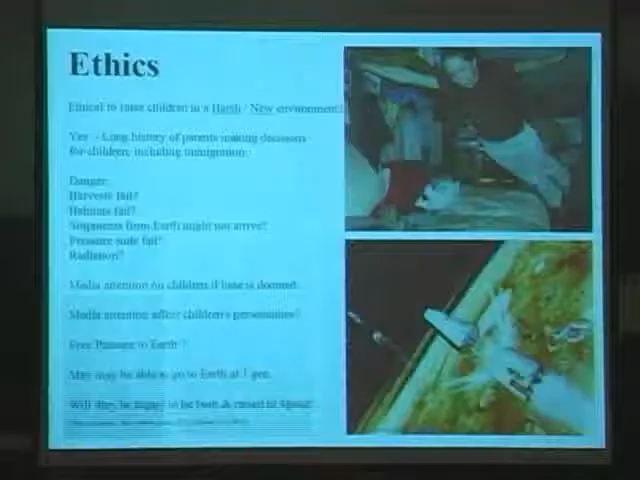 Ethics
Ethical to raise children in a Harsh / New environment?
Yes - Long history of parents making decisions
for children, including immigration.
Danger:
Harvests fail?
Habitats fail?
Shipments from Earth might not arrive?
Pressure suits fail?
Radiation?
Media attention on children if base is doomed.
Media attention affect children's personalities?
Free Passage to Earth ?
May may be able to go to Earth at 1 gee.
Will they be happy to be born & raised in Space?